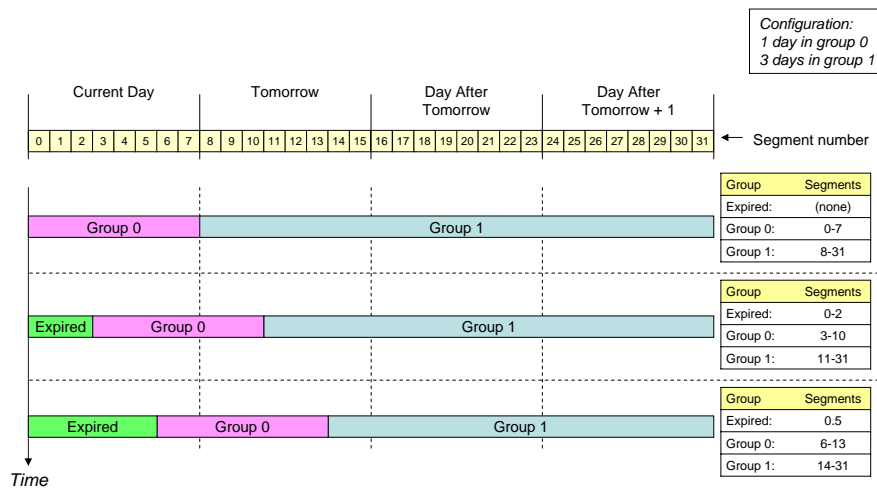 Configuration:
1 day in group 0
3 days in group 1
Current Day
Tomorrow
Day After
Tomorrow
Day After
Tomorrow + 1
0 1 2 3 4 5 6 7 8 9 10 11 12 13 14 15 16 17 18 19 20 21 22 23 24 25 26 27 28 29 30 31
Segment number
Group 0
Group 1
Group Segments
Expired: (none)
Group 0: 0-7
Group 1: 8-31
Expired
Group 0
Group 1
Group Segments
Expired: 0-2
Group 0: 3-10
Group 1: 11-31
Expired
Group 0
Group 1
Group Segments
Expired: 0.5
Group 0: 6-13
Group 1: 14-31
Time